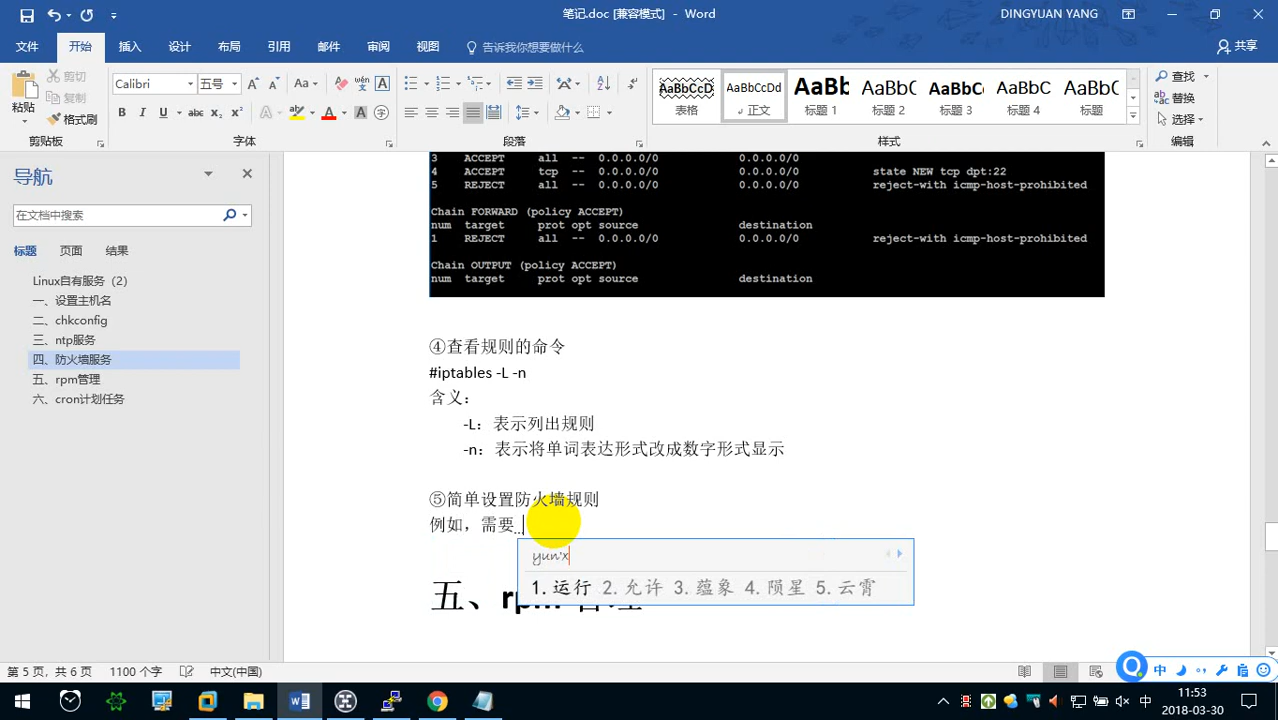 笔记.doc [兼容模式] - Word
DINGYUAN YANG
文件 开始 插入 设计 布局 引用 邮件 审阅 视图 告诉我你想要做什么 共享
粘贴
剪切
复制
格式刷
Calibri 五号
AaBbCcD 表格
AaBbCcDd 正文
AaBb 标题 1
AaBbC 标题 2
AaBbC 标题 3
AaBbC 标题 4
AaBbC 标题
查找
替换
选择
剪贴板 字体 段落 样式 编辑
导航
在文档中搜索
标题 页面 结果
Linux自有服务（2）
一、设置主机名
二、chkconfig
三、ntp服务
四、防火墙服务
五、rpm管理
六、cron计划任务
3 ACCEPT all -- 0.0.0.0/0 0.0.0.0/0
4 ACCEPT tcp -- 0.0.0.0/0 0.0.0.0/0 state NEW tcp dpt:22
5 REJECT all -- 0.0.0.0/0 0.0.0.0/0 reject-with icmp-host-prohibited
Chain FORWARD (policy ACCEPT)
num target prot opt source destination
1 REJECT all -- 0.0.0.0/0 0.0.0.0/0 reject-with icmp-host-prohibited
Chain OUTPUT (policy ACCEPT)
num target prot opt source destination
④查看规则的命令
#iptables -L -n
含义：
-L：表示列出规则
-n：表示将单词表达形式改成数字形式显示
⑤简单设置防火墙规则
例如，需要
yun'x
1.运行 2.允许 3.蕴象 4.陨星 5.云霄
五、rpm 管理
第 5 页，共 6 页 1100 个字 中文(中国)
中
中 11:53
2018-03-30